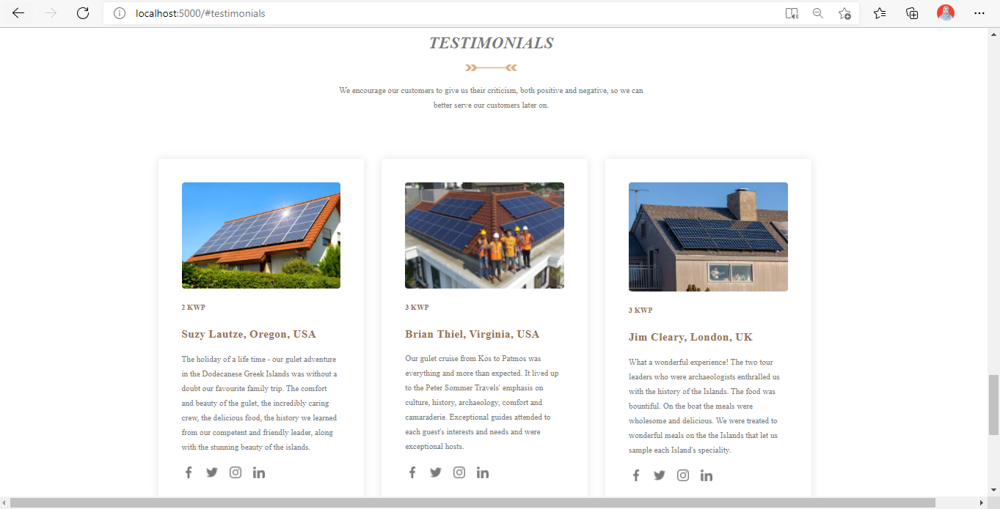 localhost:5000/#testimonials
TESTIMONIALS
We encourage our customers to give us their criticism, both positive and negative, so we can
better serve our customers later on.
2 KWP
Suzy Lautze, Oregon, USA
The holiday of a life time - our gulet adventure
in the Dodecanese Greek Islands was without a
doubt our favourite family trip. The comfort
and beauty of the gulet, the incredibly caring
crew, the delicious food, the history we learned
from our competent and friendly leader, along
with the stunning beauty of the islands.
3 KWP
Brian Thiel, Virginia, USA
Our gulet cruise from Kos to Patmos was
everything and more than expected. It lived up
to the Peter Sommer Travels' emphasis on
culture, history, archaeology, comfort and
camaraderie. Exceptional guides attended to
each guest's interests and needs and were
exceptional hosts.
3 KWP
Jim Cleary, London, UK
What a wonderful experience! The two tour
leaders who were archaeologists enthralled us
with the history of the Islands. The food was
bountiful. On the boat the meals were
wholesome and delicious. We were treated to
wonderful meals on the the Islands that let us
sample each Island's speciality.